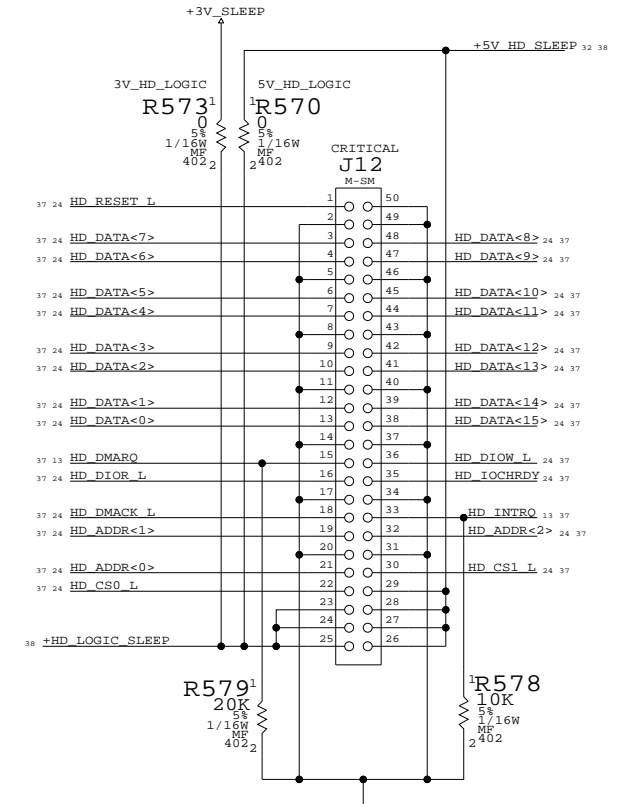 +3V_SLEEP
+5V_HD_SLEEP 32 38
3V_HD_LOGIC
5V_HD_LOGIC
R573 1
0
5%
1/16W
MF
402 2
1 R570
0
5%
1/16W
MF
2 402
CRITICAL
J12
M-SM
37 24 HD_RESET_L 1
50
2
49
37 24 HD_DATA<7> 3
48 HD_DATA<8> 24 37
37 24 HD_DATA<6> 4
47 HD_DATA<9> 24 37
5
46
37 24 HD_DATA<5> 6
45 HD_DATA<10> 24 37
37 24 HD_DATA<4> 7
44 HD_DATA<11> 24 37
8
43
37 24 HD_DATA<3> 9
42 HD_DATA<12> 24 37
37 24 HD_DATA<2> 10
41 HD_DATA<13> 24 37
11
40
37 24 HD_DATA<1> 12
39 HD_DATA<14> 24 37
37 24 HD_DATA<0> 13
38 HD_DATA<15> 24 37
14
37
37 13 HD_DMARQ 15
36 HD_DIOW_L 24 37
37 24 HD_DIOR_L 16
35 HD_IOCHRDY 24 37
17
34
37 24 HD_DMACK_L 18
33 HD_INTRQ 13 37
37 24 HD_ADDR<1> 19
32 HD_ADDR<2> 24 37
20
31
37 24 HD_ADDR<0> 21
30 HD_CS1_L 24 37
37 24 HD_CS0_L 22
29
23
28
24
27
38 +HD_LOGIC_SLEEP 25
26
R579 1
20K
5%
1/16W
MF
402 2
1 R578
10K
5%
1/16W
MF
2 402